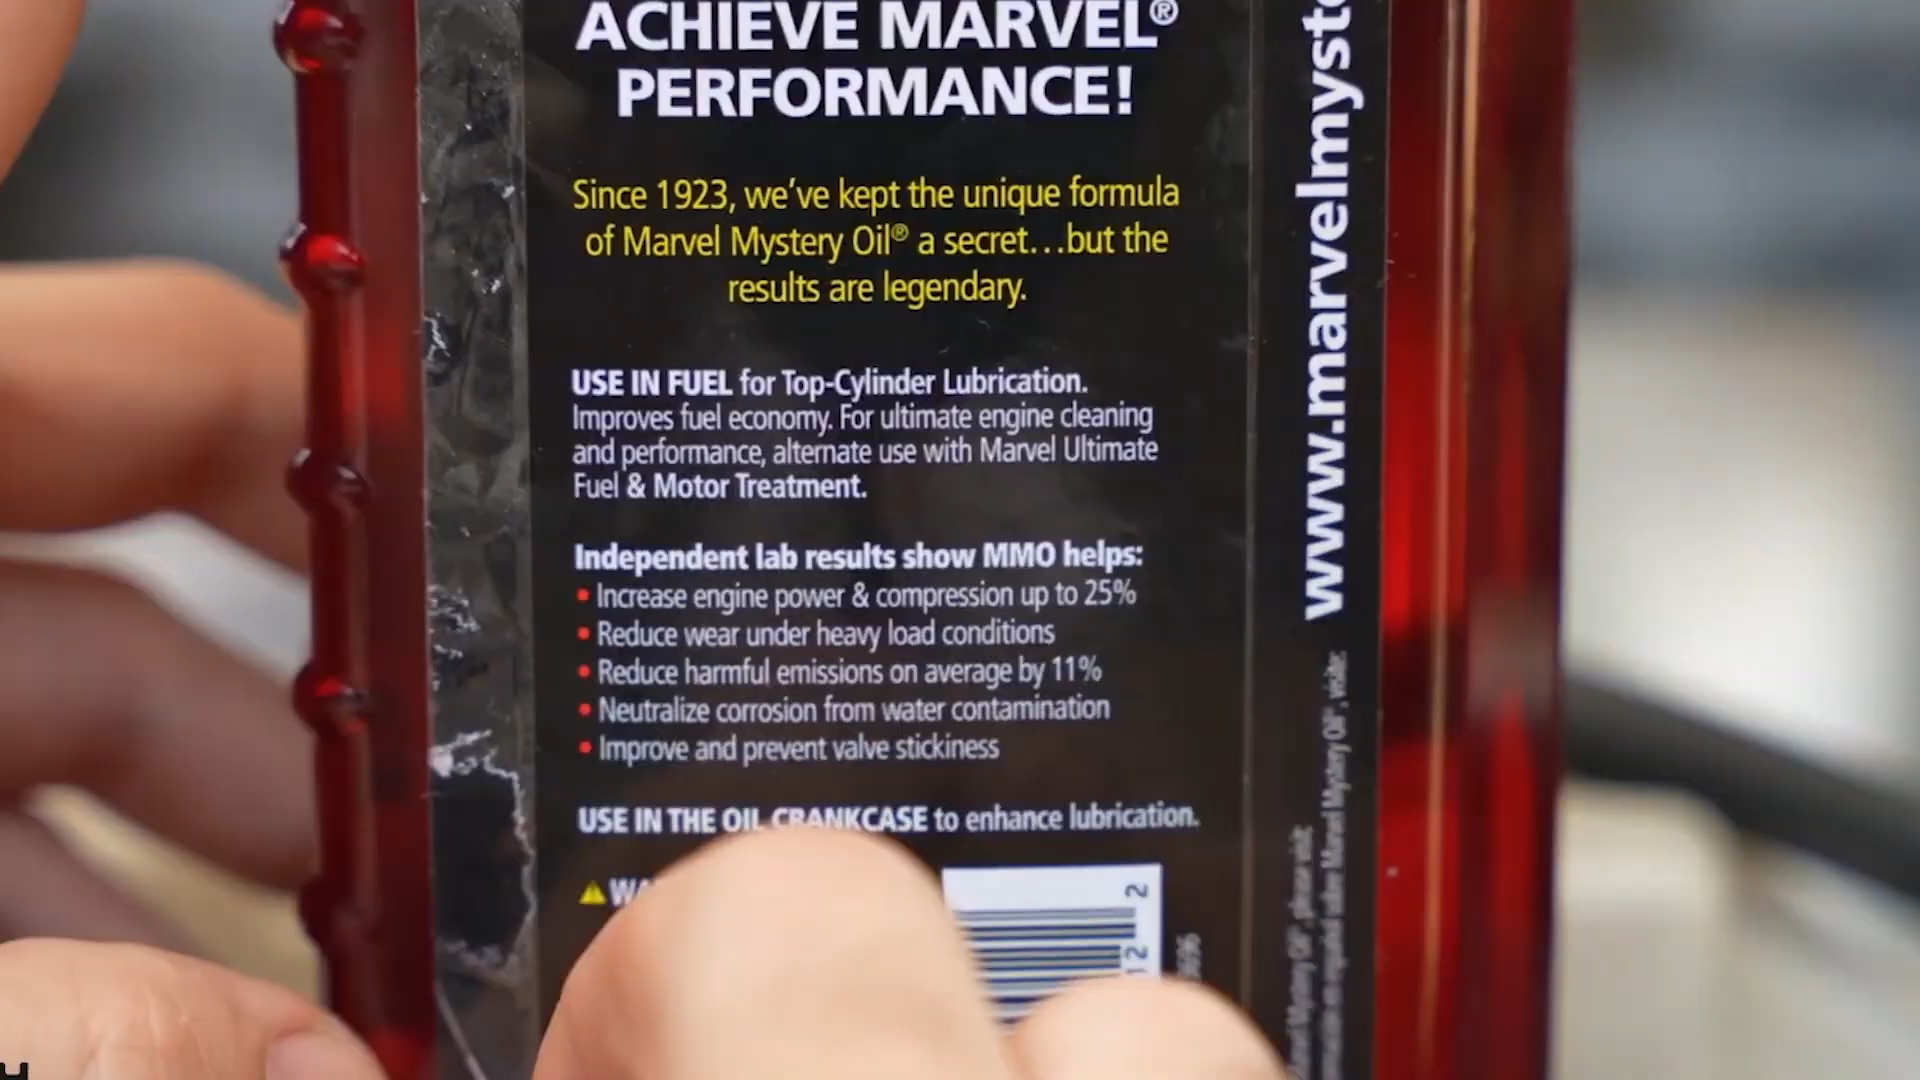 ACHIEVE MARVEL®
PERFORMANCE!
Since 1923, we've kept the unique formula
of Marvel Mystery Oil® a secret...but the
results are legendary.
USE IN FUEL for Top-Cylinder Lubrication.
Improves fuel economy. For ultimate engine cleaning
and performance, alternate use with Marvel Ultimate
Fuel & Motor Treatment.
Independent lab results show MMO helps:
• Increase engine power & compression up to 25%
• Reduce wear under heavy load conditions
• Reduce harmful emissions on average by 11%
• Neutralize corrosion from water contamination
• Improve and prevent valve stickiness
USE IN THE OIL CRANKCASE to enhance lubrication.
12 2
www.marvelmyst